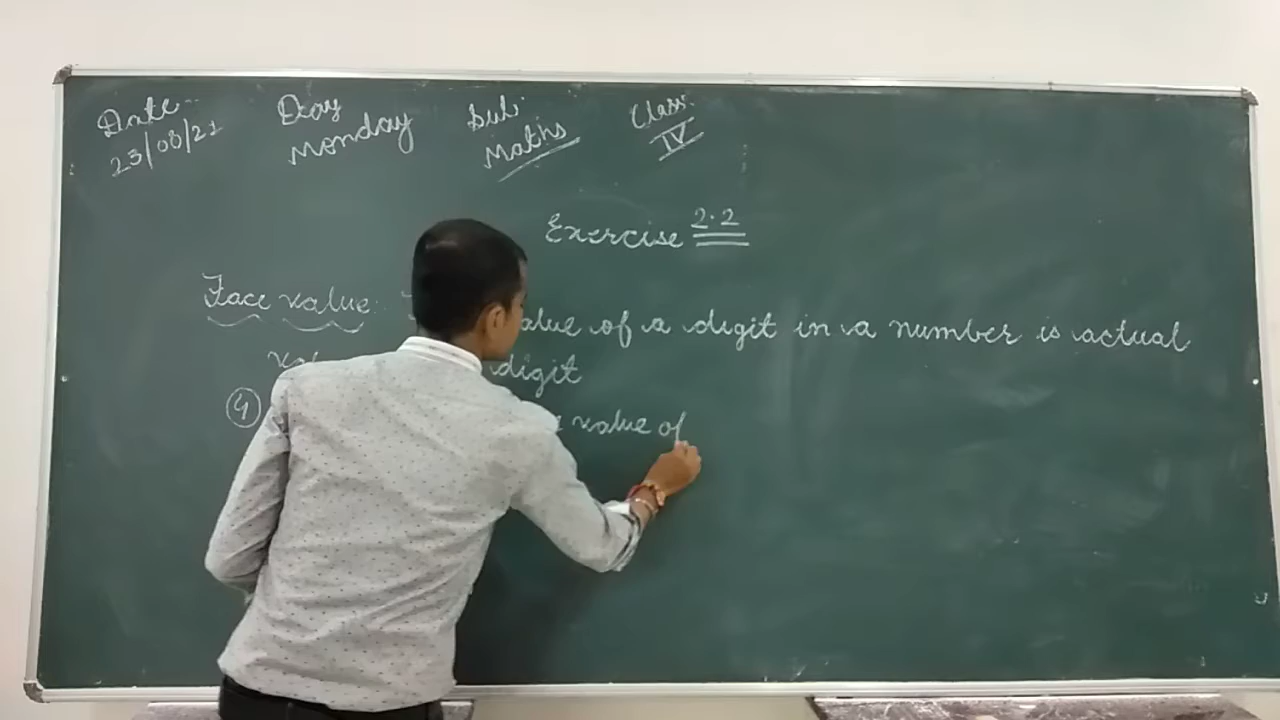 Date Day Sub: Class:
23/08/21 Monday Maths IV
Exercise 2.2
Face value: value of a digit in a number is actual
digit
4 value of